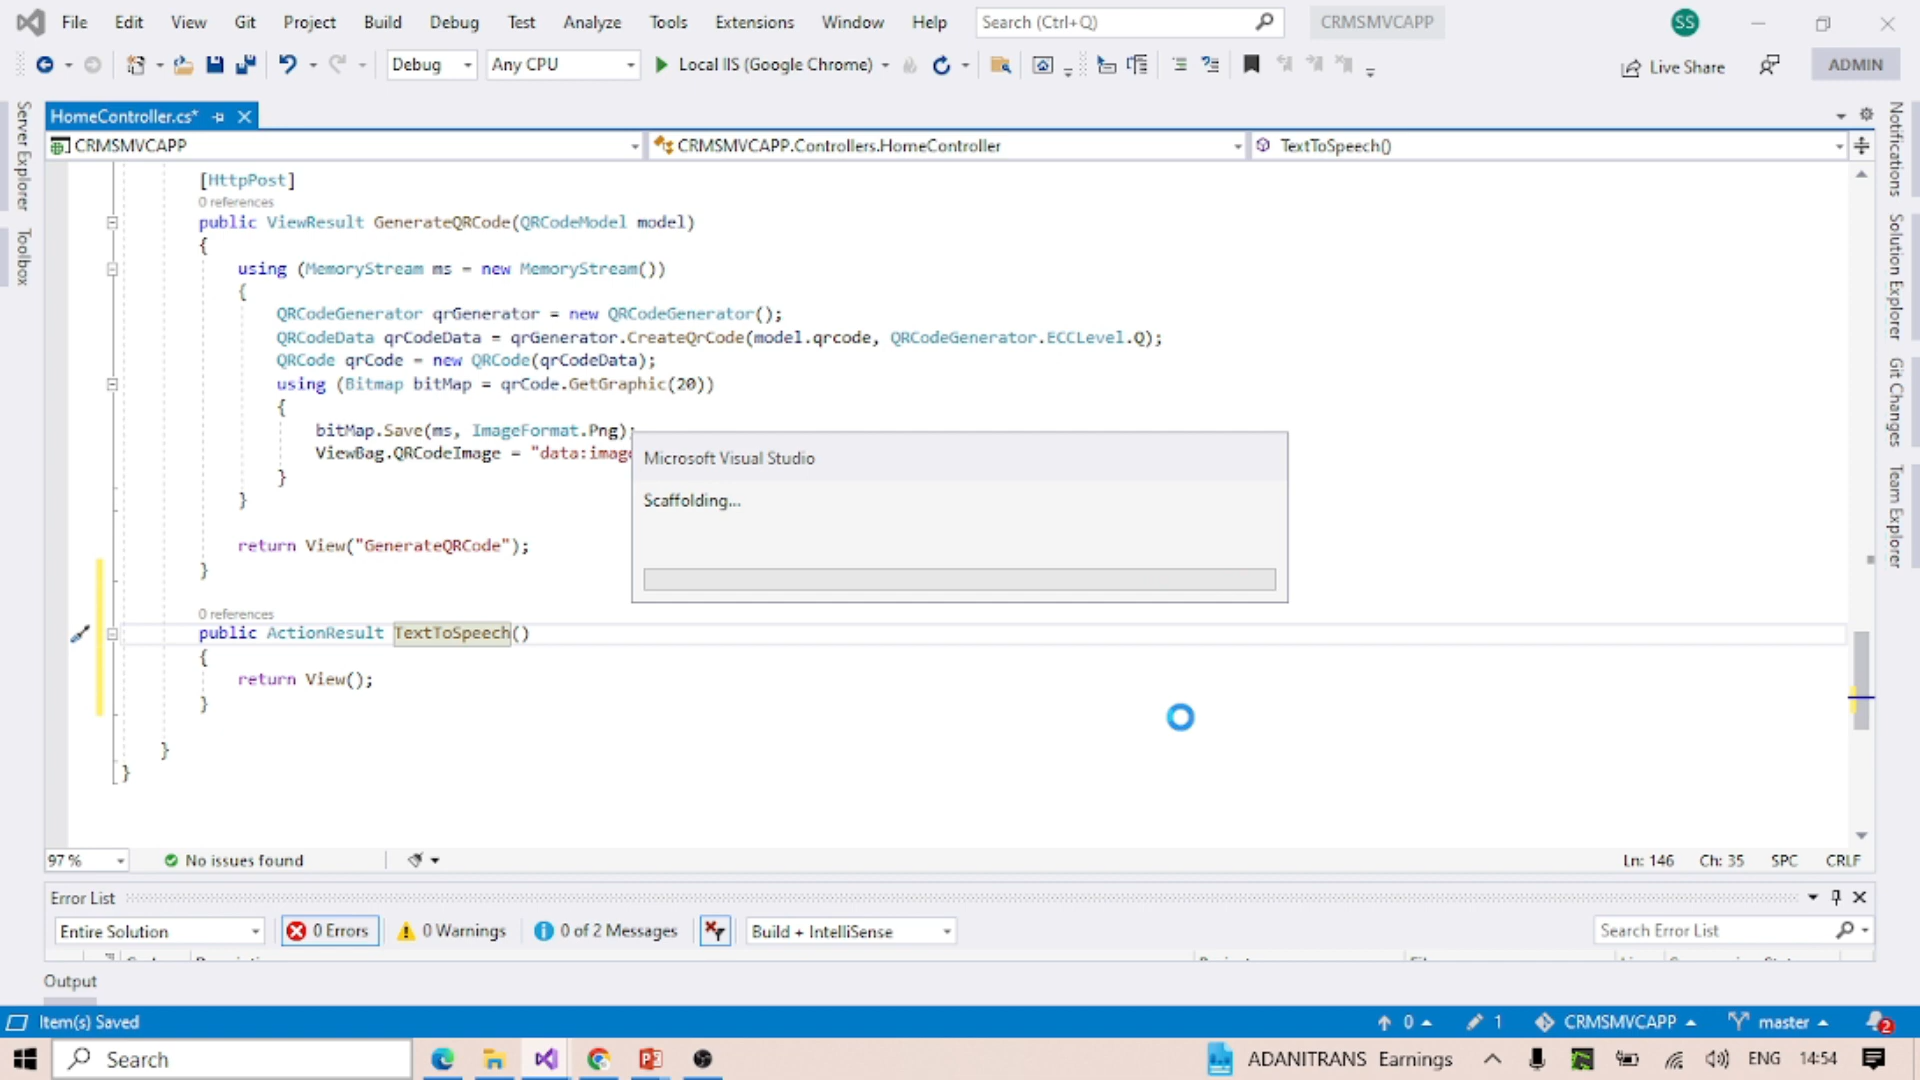 File Edit View Git Project Build Debug Test Analyze Tools Extensions Window Help Search (Ctrl+Q) CRMSMVCAPP SS
Debug Any CPU Local IIS (Google Chrome) Live Share ADMIN
HomeController.cs*
CRMSMVCAPP CRMSMVCAPP.Controllers.HomeController TextToSpeech()
Server Explorer
Toolbox
Notifications
Solution Explorer
Git Changes
Team Explorer
[HttpPost]
0 references
public ViewResult GenerateQRCode(QRCodeModel model)
{
using (MemoryStream ms = new MemoryStream())
{
QRCodeGenerator qrGenerator = new QRCodeGenerator();
QRCodeData qrCodeData = qrGenerator.CreateQrCode(model.qrcode, QRCodeGenerator.ECCLevel.Q);
QRCode qrCode = new QRCode(qrCodeData);
using (Bitmap bitMap = qrCode.GetGraphic(20))
{
bitMap.Save(ms, ImageFormat.Png);
ViewBag.QRCodeImage = "data:image
}
}
return View("GenerateQRCode");
}
Microsoft Visual Studio
Scaffolding...
0 references
public ActionResult TextToSpeech()
{
return View();
}
}
}
97 % No issues found Ln: 146 Ch: 35 SPC CRLF
Error List
Entire Solution 0 Errors 0 Warnings 0 of 2 Messages Build + IntelliSense Search Error List
Output
Item(s) Saved 0 1 CRMSMVCAPP master 2
Search ADANITRANS Earnings ENG 14:54